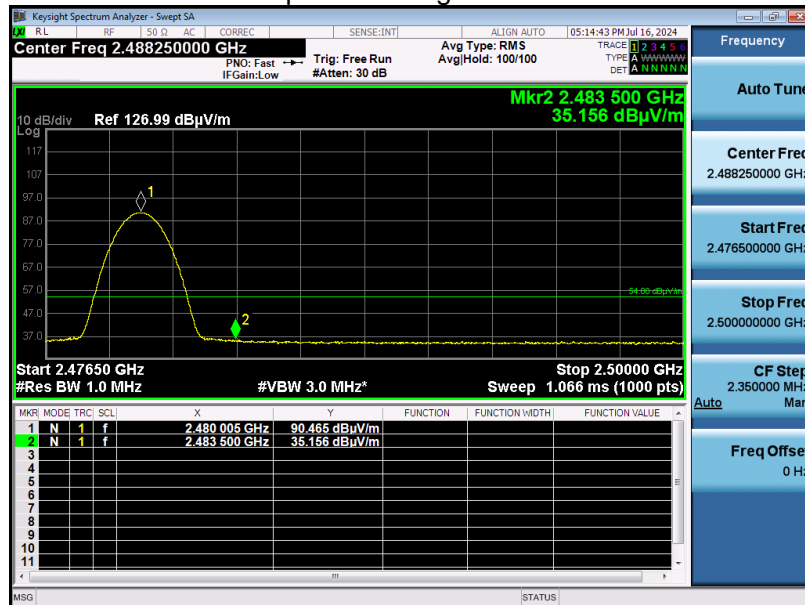 Keysight Spectrum Analyzer - Swept SA
RL RF 50 Ω AC CORREC SENSE:INT ALIGN AUTO 05:14:43 PM Jul 16, 2024
Center Freq 2.488250000 GHz
PNO: Fast
IFGain:Low
Trig: Free Run
#Atten: 30 dB
Avg Type: RMS
Avg|Hold: 100/100
TRACE 1 2 3 4 5 6
TYPE A WWWWW
DET A N N N N N
Mkr2 2.483 500 GHz
35.156 dBµV/m
10 dB/div Ref 126.99 dBµV/m
Log
117
107
97.0
87.0
77.0
67.0
57.0
47.0
37.0
1
2
54.00 dBµV/m
Start 2.47650 GHz Stop 2.50000 GHz
#Res BW 1.0 MHz #VBW 3.0 MHz* Sweep 1.066 ms (1000 pts)
MKR MODE TRC SCL X Y FUNCTION FUNCTION WIDTH FUNCTION VALUE
1 N 1 f 2.480 005 GHz 90.465 dBµV/m
2 N 1 f 2.483 500 GHz 35.156 dBµV/m
3
4
5
6
7
8
9
10
11
MSG STATUS
Frequency
Auto Tune
Center Freq
2.488250000 GHz
Start Freq
2.476500000 GHz
Stop Freq
2.500000000 GHz
CF Step
2.350000 MHz
Auto Man
Freq Offset
0 Hz